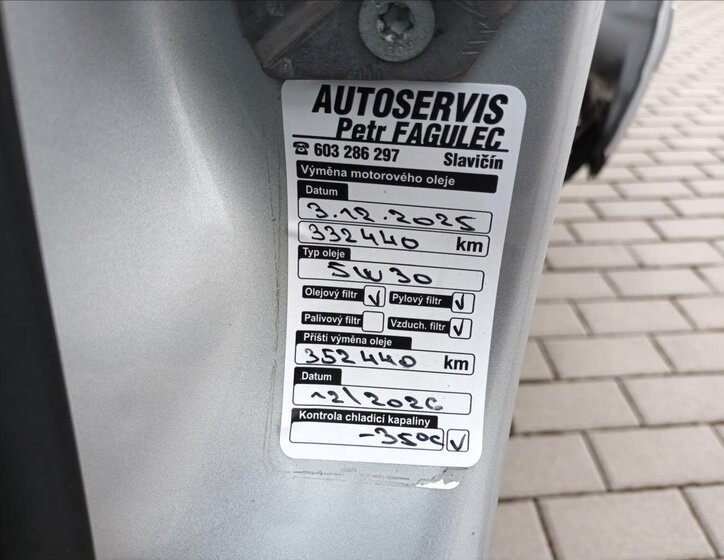 AUTOSERVIS
Petr FAGULEC
☎ 603 286 297 Slavičín
Výměna motorového oleje
Datum
3.12.2025
332440 km
Typ oleje
5W30
Olejový filtr √ Pylový filtr √
Palivový filtr Vzduch. filtr √
Příští výměna oleje
352440 km
Datum
12/2026
Kontrola chladící kapaliny
-35°C √